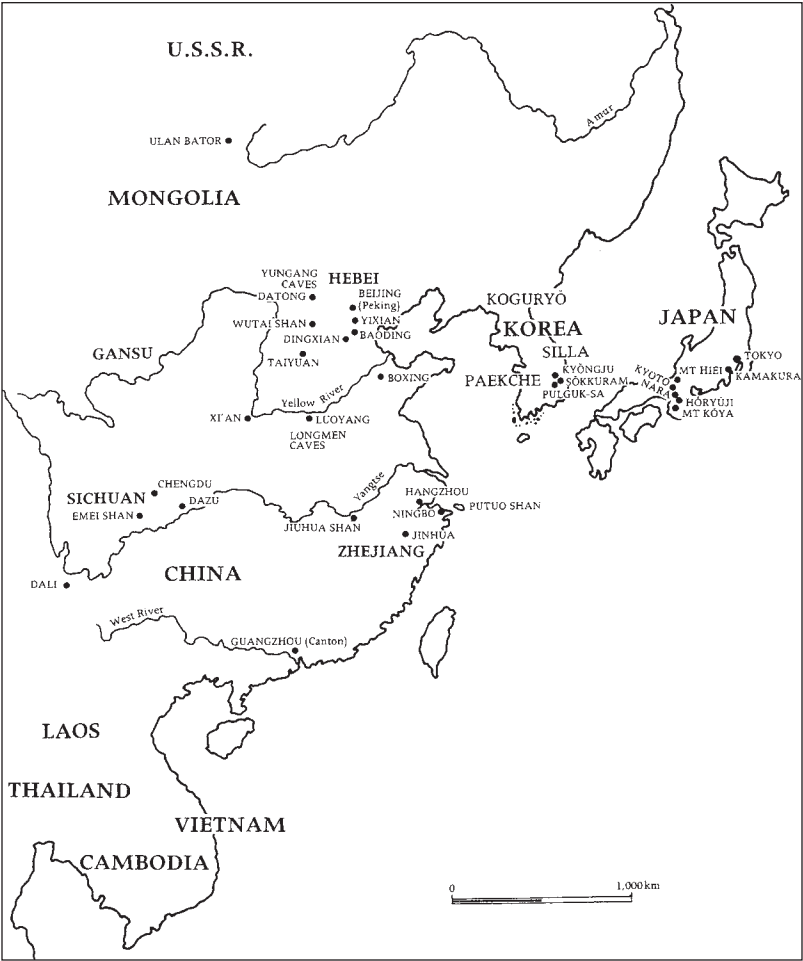 U.S.S.R.
Amur
ULAN BATOR
MONGOLIA
YUNGANG
CAVES
DATONG
HEBEI
BEIJING
(Peking)
YIXIAN
WUTAI SHAN
BAODING
DINGXIAN
TAIYUAN
GANSU
BOXING
Yellow River
XI'AN
LUOYANG
LONGMEN
CAVES
KOGURYŎ
KOREA
SILLA
PAEKCHE
KYŎNGJU
SŎKKURAM
PULGUK-SA
JAPAN
TOKYO
KAMAKURA
MT HiEI
KYOTO
NARA
HŌRYŪJI
MT KŌYA
CHENGDU
SICHUAN
DAZU
EMEI SHAN
Yangtse
HANGZHOU
NINGBO
PUTUO SHAN
JIUHUA SHAN
JINHUA
ZHEJIANG
CHINA
DALI
West River
GUANGZHOU (Canton)
LAOS
THAILAND
VIETNAM
CAMBODIA
0
1,000 km